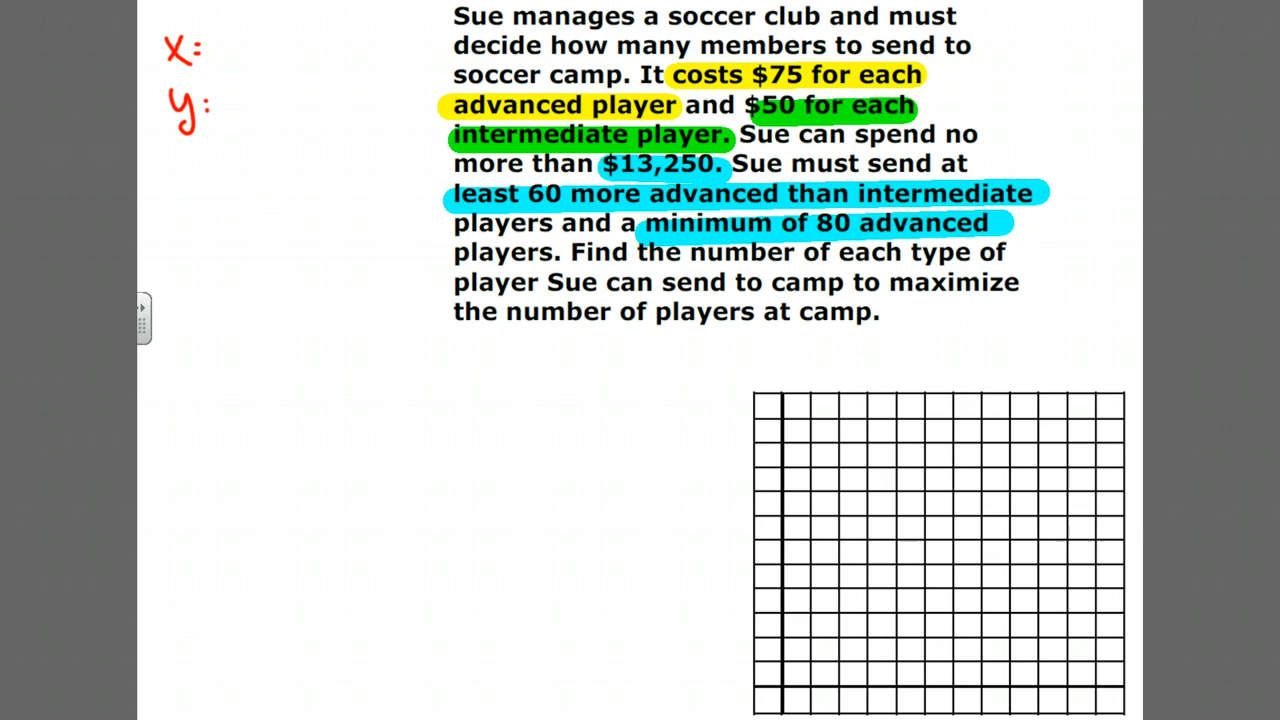 x:
y:
Sue manages a soccer club and must
decide how many members to send to
soccer camp. It costs $75 for each
advanced player and $50 for each
intermediate player. Sue can spend no
more than $13,250. Sue must send at
least 60 more advanced than intermediate
players and a minimum of 80 advanced
players. Find the number of each type of
player Sue can send to camp to maximize
the number of players at camp.